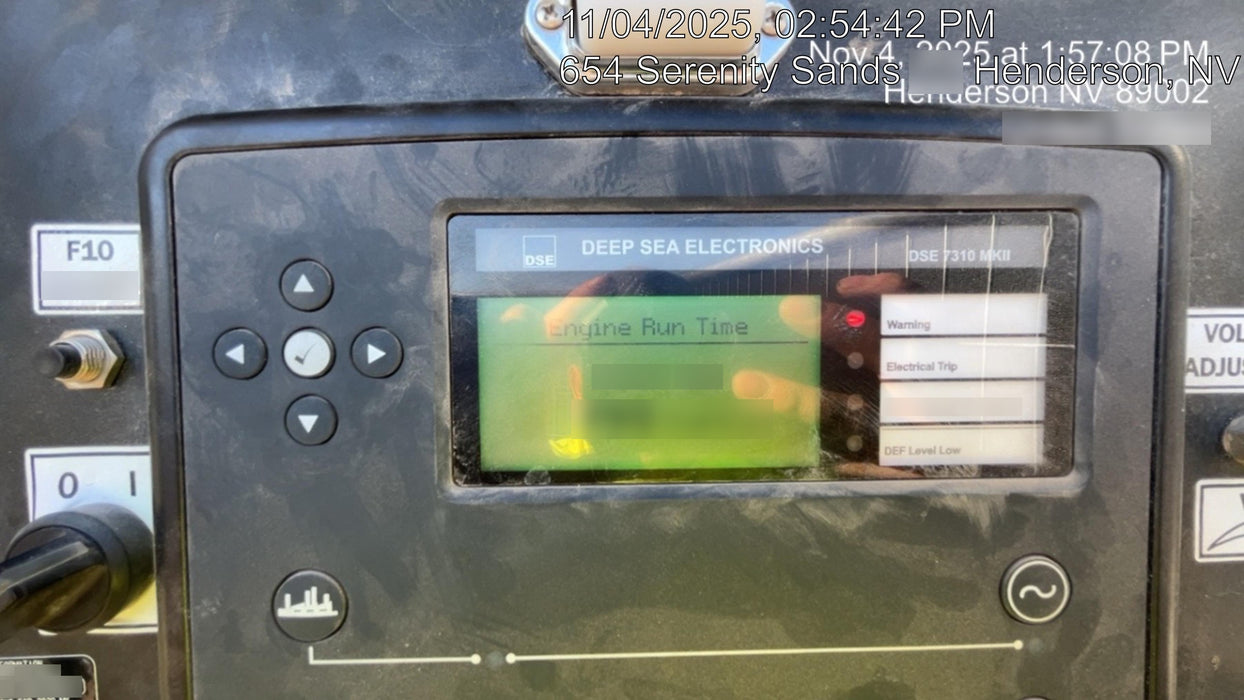 11/04/2025, 02:54:42 PM
Nov 4, 2025 at 1:57:08 PM
654 Serenity Sands Henderson, NV
Henderson NV 89002
F10
DSE DEEP SEA ELECTRONICS DSE 7310 MKII
Engine Run Time
Warning
Electrical Trip
DEF Level Low
VOL
ADJUS
0 I